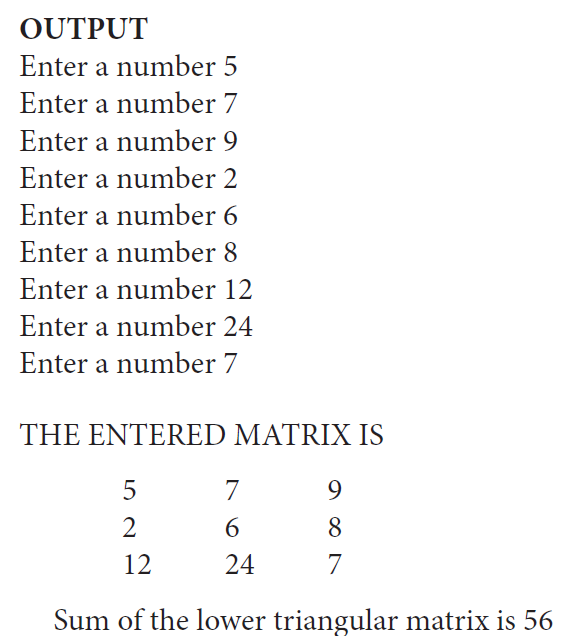 OUTPUT
Enter a number 5
Enter a number 7
Enter a number 9
Enter a number 2
Enter a number 6
Enter a number 8
Enter a number 12
Enter a number 24
Enter a number 7
THE ENTERED MATRIX IS
5 7 9
2 6 8
12 24 7
Sum of the lower triangular matrix is 56